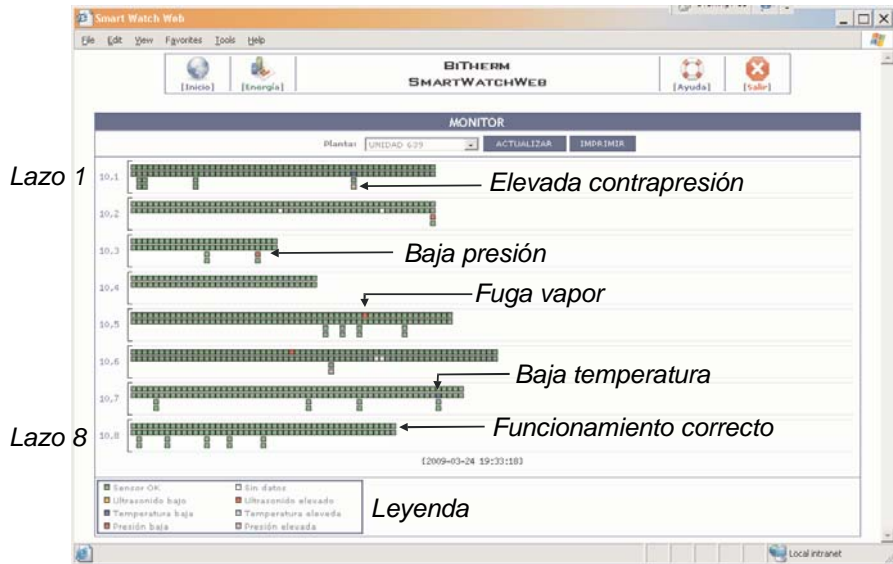 Smart Watch Web
File Edit View Favorites Tools Help
[Inicio] [Energía] BITHERM SMARTWATCHWEB [Ayuda] [Salir]
MONITOR
Planta: UNIDAD 639 ACTUALIZAR IMPRIMIR
Lazo 1 10.1 Elevada contrapresión
10.2
10.3 Baja presión
10.4 Fuga vapor
10.5
10.6 Baja temperatura
10.7
Lazo 8 10.8 Funcionamiento correcto
[2009-03-24 19:33:18]
Sensor OK Sin datos
Ultrasonido bajo Ultrasonido elevado
Temperatura baja Temperatura elevada
Presión baja Presión elevada
Leyenda
Local intranet